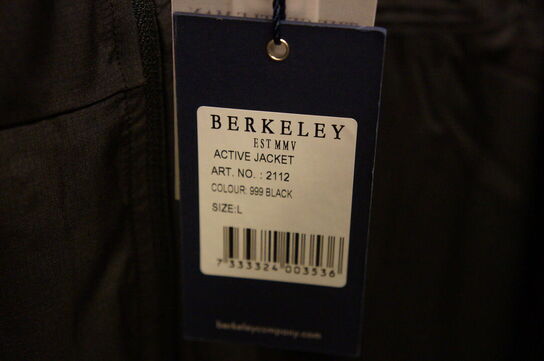 BERKELEY
EST MMV
ACTIVE JACKET
ART. NO. : 2112
COLOUR: 999 BLACK
SIZE:L
7 333324 003536
berkeleycompany.com